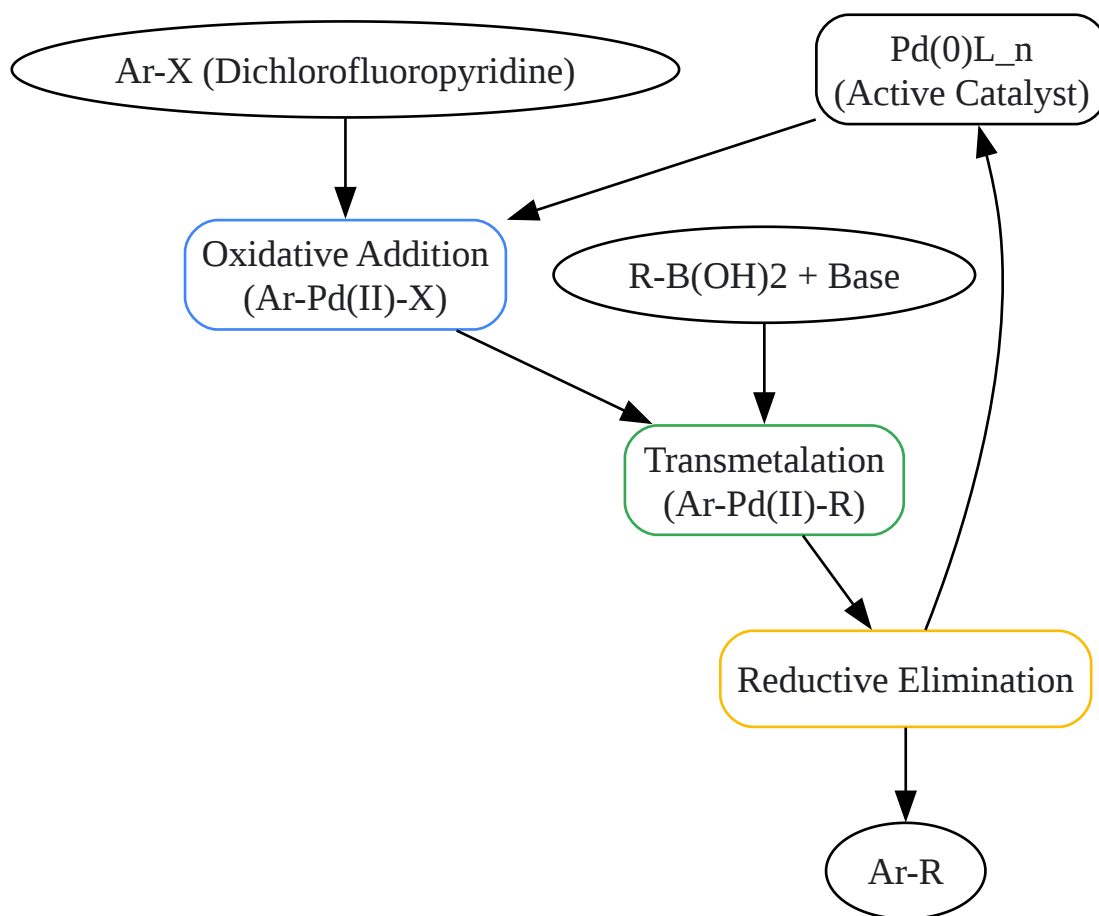 Ar-X (Dichlorofluoropyridine)
Pd(0)L_n
(Active Catalyst)
Oxidative Addition
(Ar-Pd(II)-X)
R-B(OH)2 + Base
Transmetalation
(Ar-Pd(II)-R)
Reductive Elimination
Ar-R